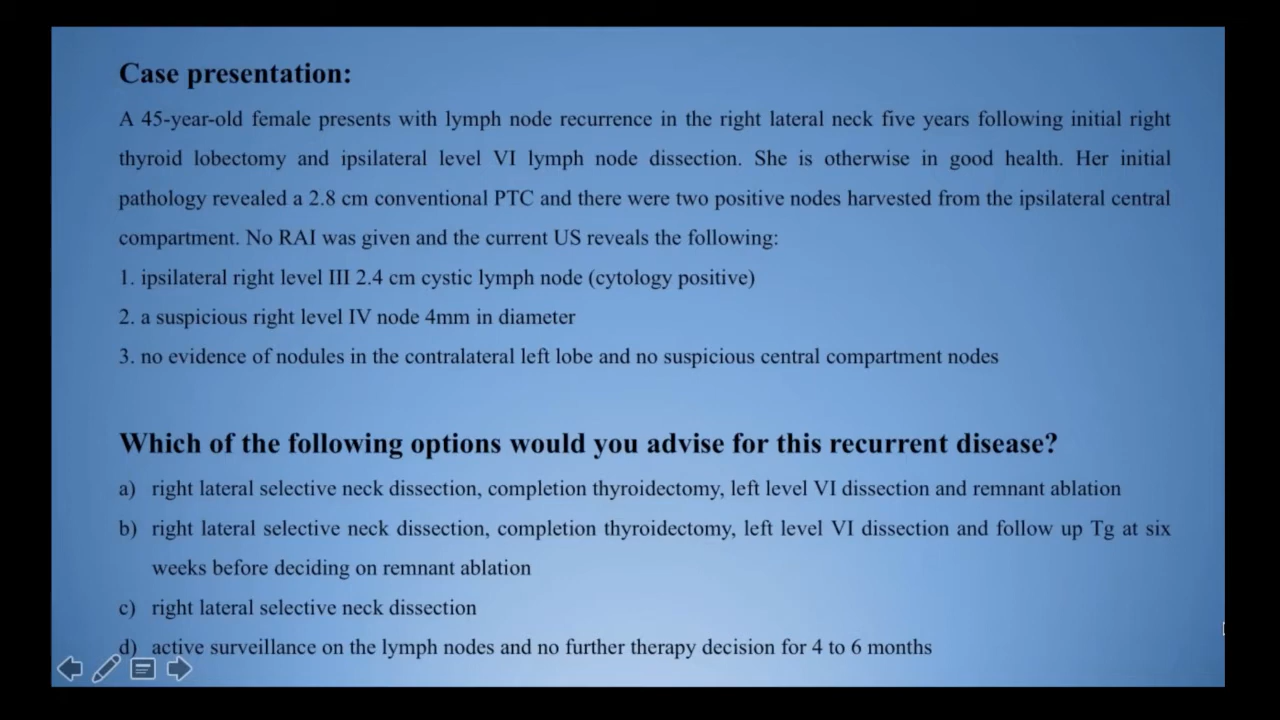 Case presentation:
A 45-year-old female presents with lymph node recurrence in the right lateral neck five years following initial right
thyroid lobectomy and ipsilateral level VI lymph node dissection. She is otherwise in good health. Her initial
pathology revealed a 2.8 cm conventional PTC and there were two positive nodes harvested from the ipsilateral central
compartment. No RAI was given and the current US reveals the following:
1. ipsilateral right level III 2.4 cm cystic lymph node (cytology positive)
2. a suspicious right level IV node 4mm in diameter
3. no evidence of nodules in the contralateral left lobe and no suspicious central compartment nodes
Which of the following options would you advise for this recurrent disease?
a) right lateral selective neck dissection, completion thyroidectomy, left level VI dissection and remnant ablation
b) right lateral selective neck dissection, completion thyroidectomy, left level VI dissection and follow up Tg at six
weeks before deciding on remnant ablation
c) right lateral selective neck dissection
d) active surveillance on the lymph nodes and no further therapy decision for 4 to 6 months